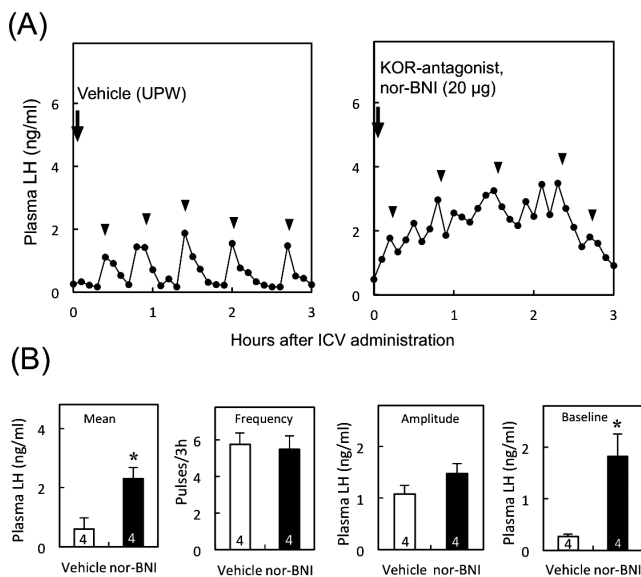 (A)
Plasma LH (ng/ml)
6
4
2
0
Vehicle (UPW)
0
1
2
3
6
4
2
0
KOR-antagonist,
nor-BNI (20 µg)
0
1
2
3
Hours after ICV administration
(B)
Plasma LH (ng/ml)
4
2
0
Mean
*
4
4
Vehicle nor-BNI
Pulses/3h
6
4
2
0
Frequency
4
4
Vehicle nor-BNI
Plasma LH (ng/ml)
2
1
0
Amplitude
4
4
Vehicle nor-BNI
Plasma LH (ng/ml)
2
1
0
Baseline
*
4
4
Vehicle nor-BNI